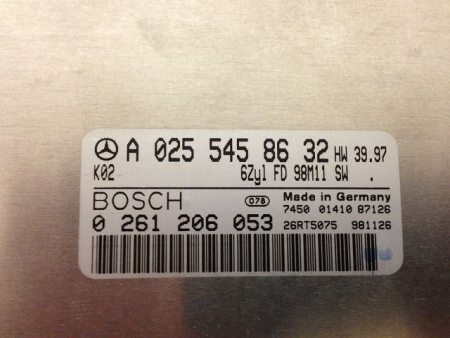 A 025 545 86 32 HW 39.97
K02 6Zyl FD 98M11 SW .
BOSCH 078 Made in Germany
7450 01410 87126
0 261 206 053 26RT5075 981126